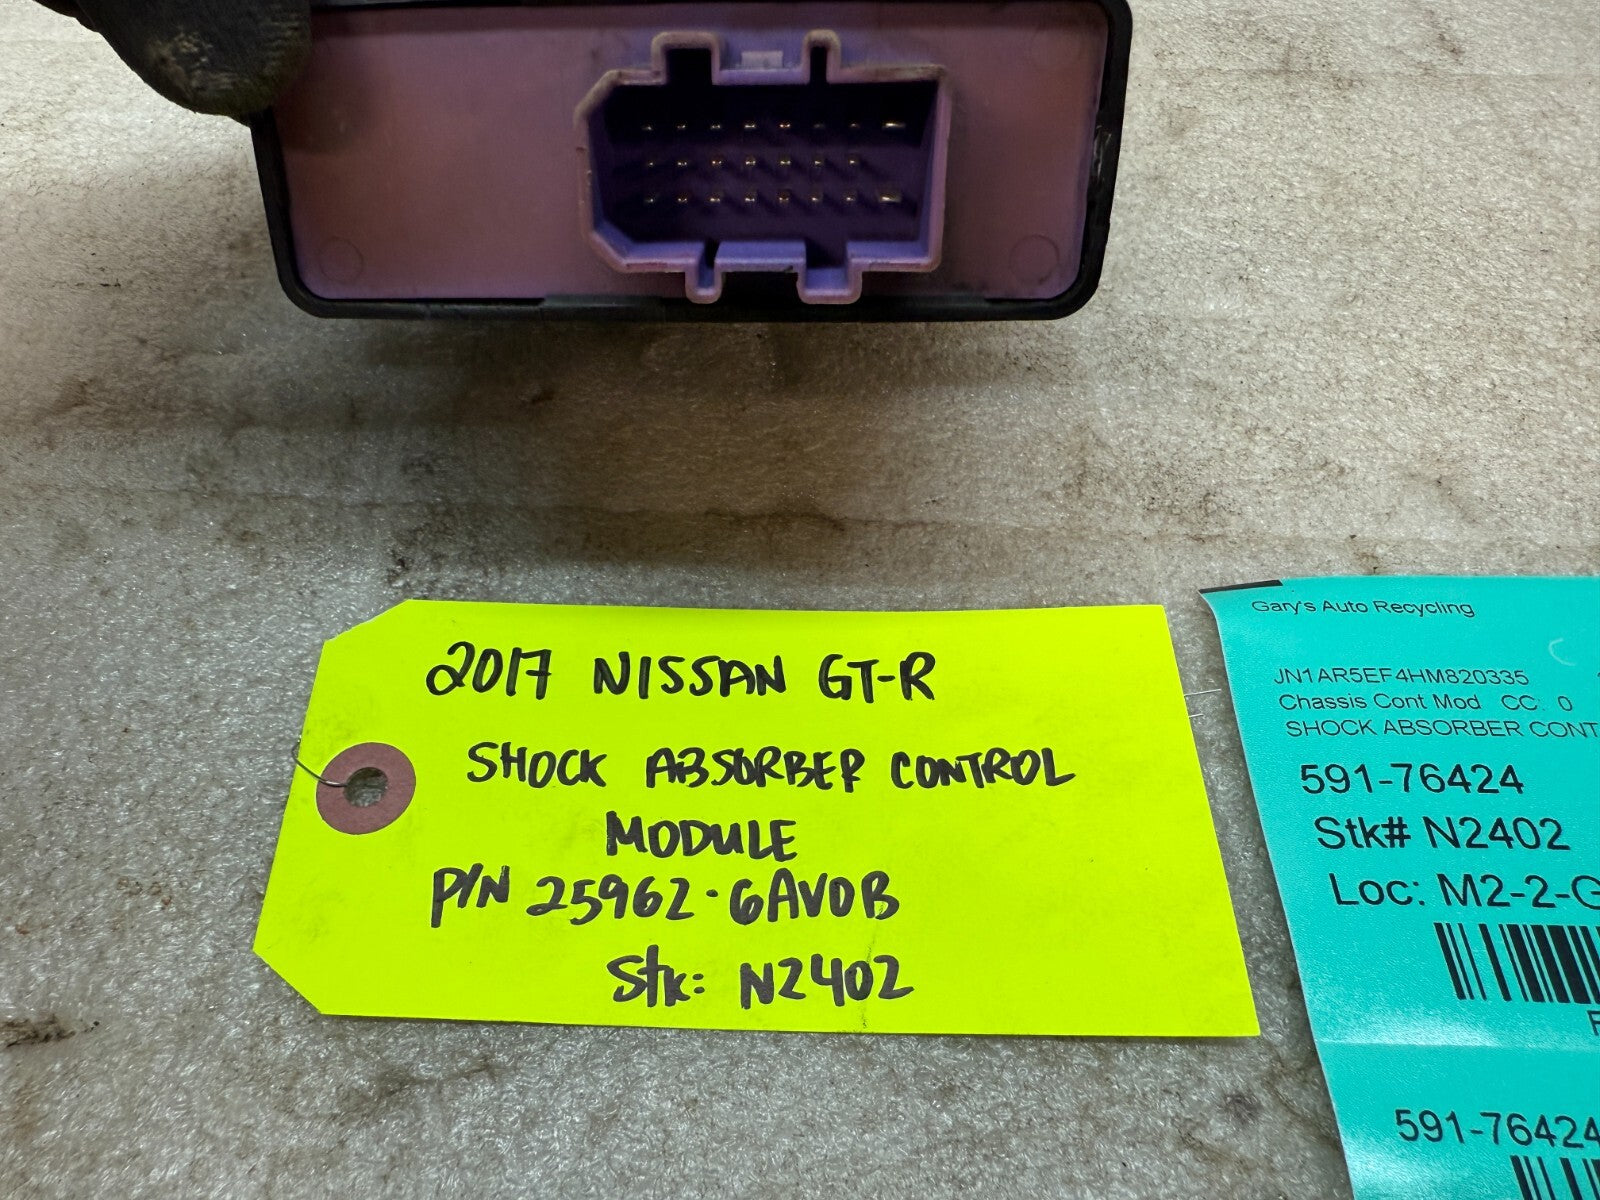 2017 NISSAN GT-R
SHOCK ABSORBER CONTROL
MODULE
P/N 25962-6AV0B
Stk: N2402
Gary's Auto Recycling
JN1AR5EF4HM820335
Chassis Cont Mod CC: 0
SHOCK ABSORBER CONT
591-76424
Stk# N2402
Loc: M2-2-G
591-76424